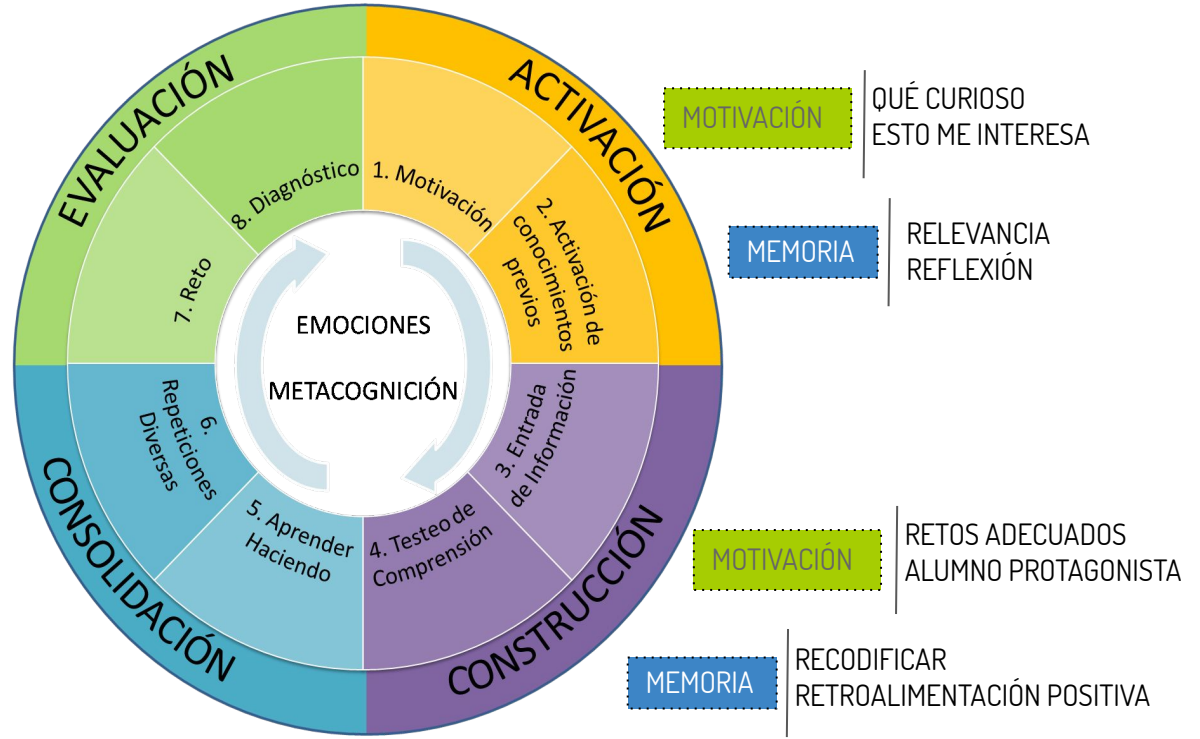 EVALUACIÓN
ACTIVACIÓN
CONSTRUCCIÓN
CONSOLIDACIÓN
1. Motivación
2. Activación de
conocimientos
previos
3. Entrada
de Información
4. Testeo de
Comprensión
5. Aprender
Haciendo
6.
Repeticiones
Diversas
7. Reto
8. Diagnóstico
EMOCIONES
METACOGNICIÓN
MOTIVACIÓN
QUÉ CURIOSO
ESTO ME INTERESA
MEMORIA
RELEVANCIA
REFLEXIÓN
MOTIVACIÓN
RETOS ADECUADOS
ALUMNO PROTAGONISTA
MEMORIA
RECODIFICAR
RETROALIMENTACIÓN POSITIVA